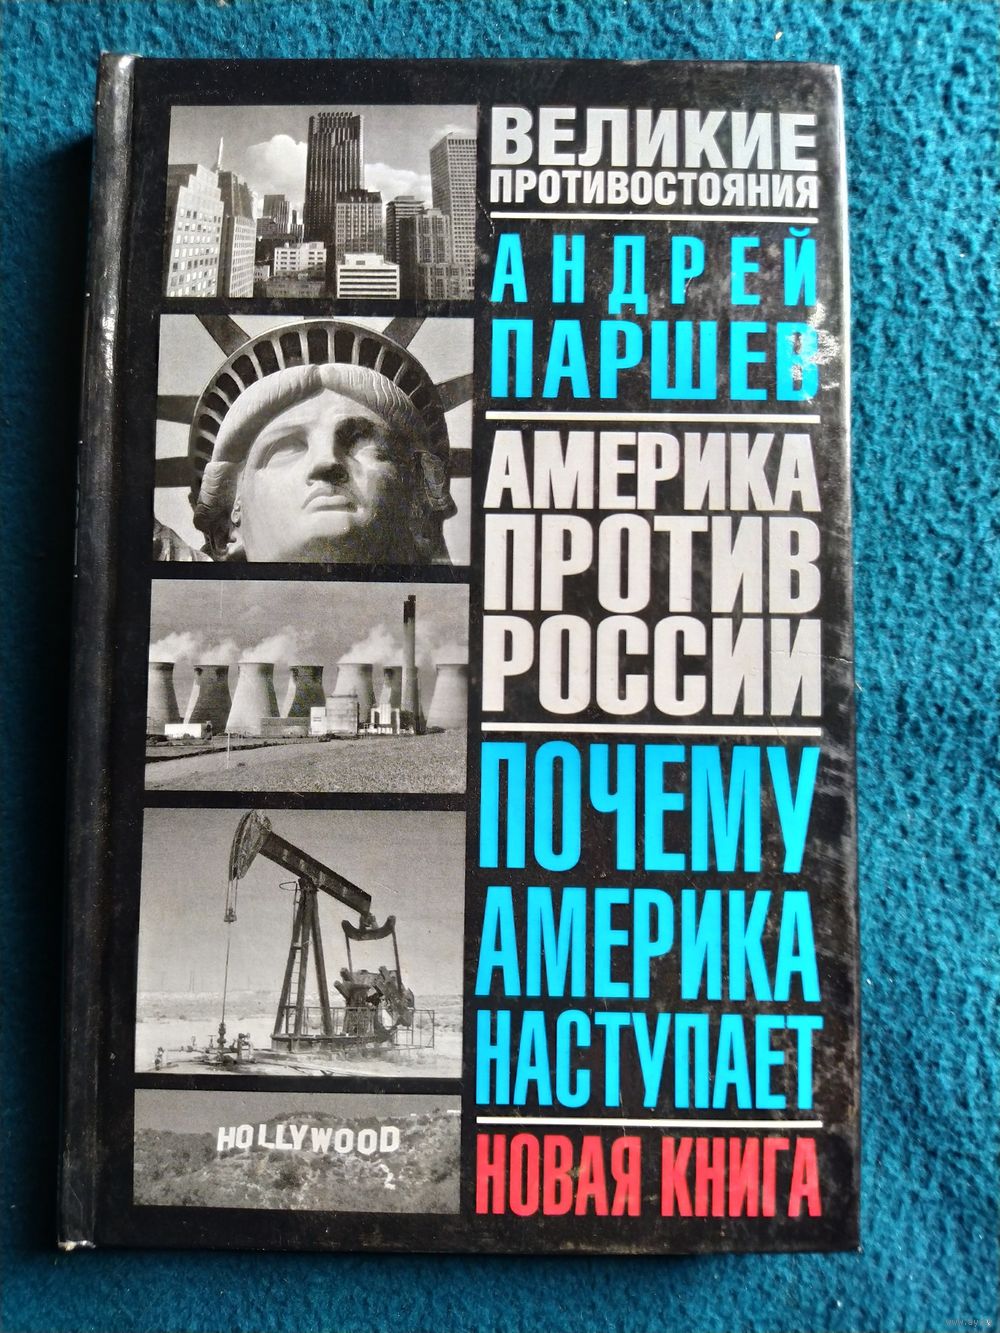 ВЕЛИКИЕ
ПРОТИВОСТОЯНИЯ
АНДРЕЙ
ПАРШЕВ
АМЕРИКА
ПРОТИВ
РОССИИ
ПОЧЕМУ
АМЕРИКА
НАСТУПАЕТ
НОВАЯ КНИГА
HOLLYWOOD